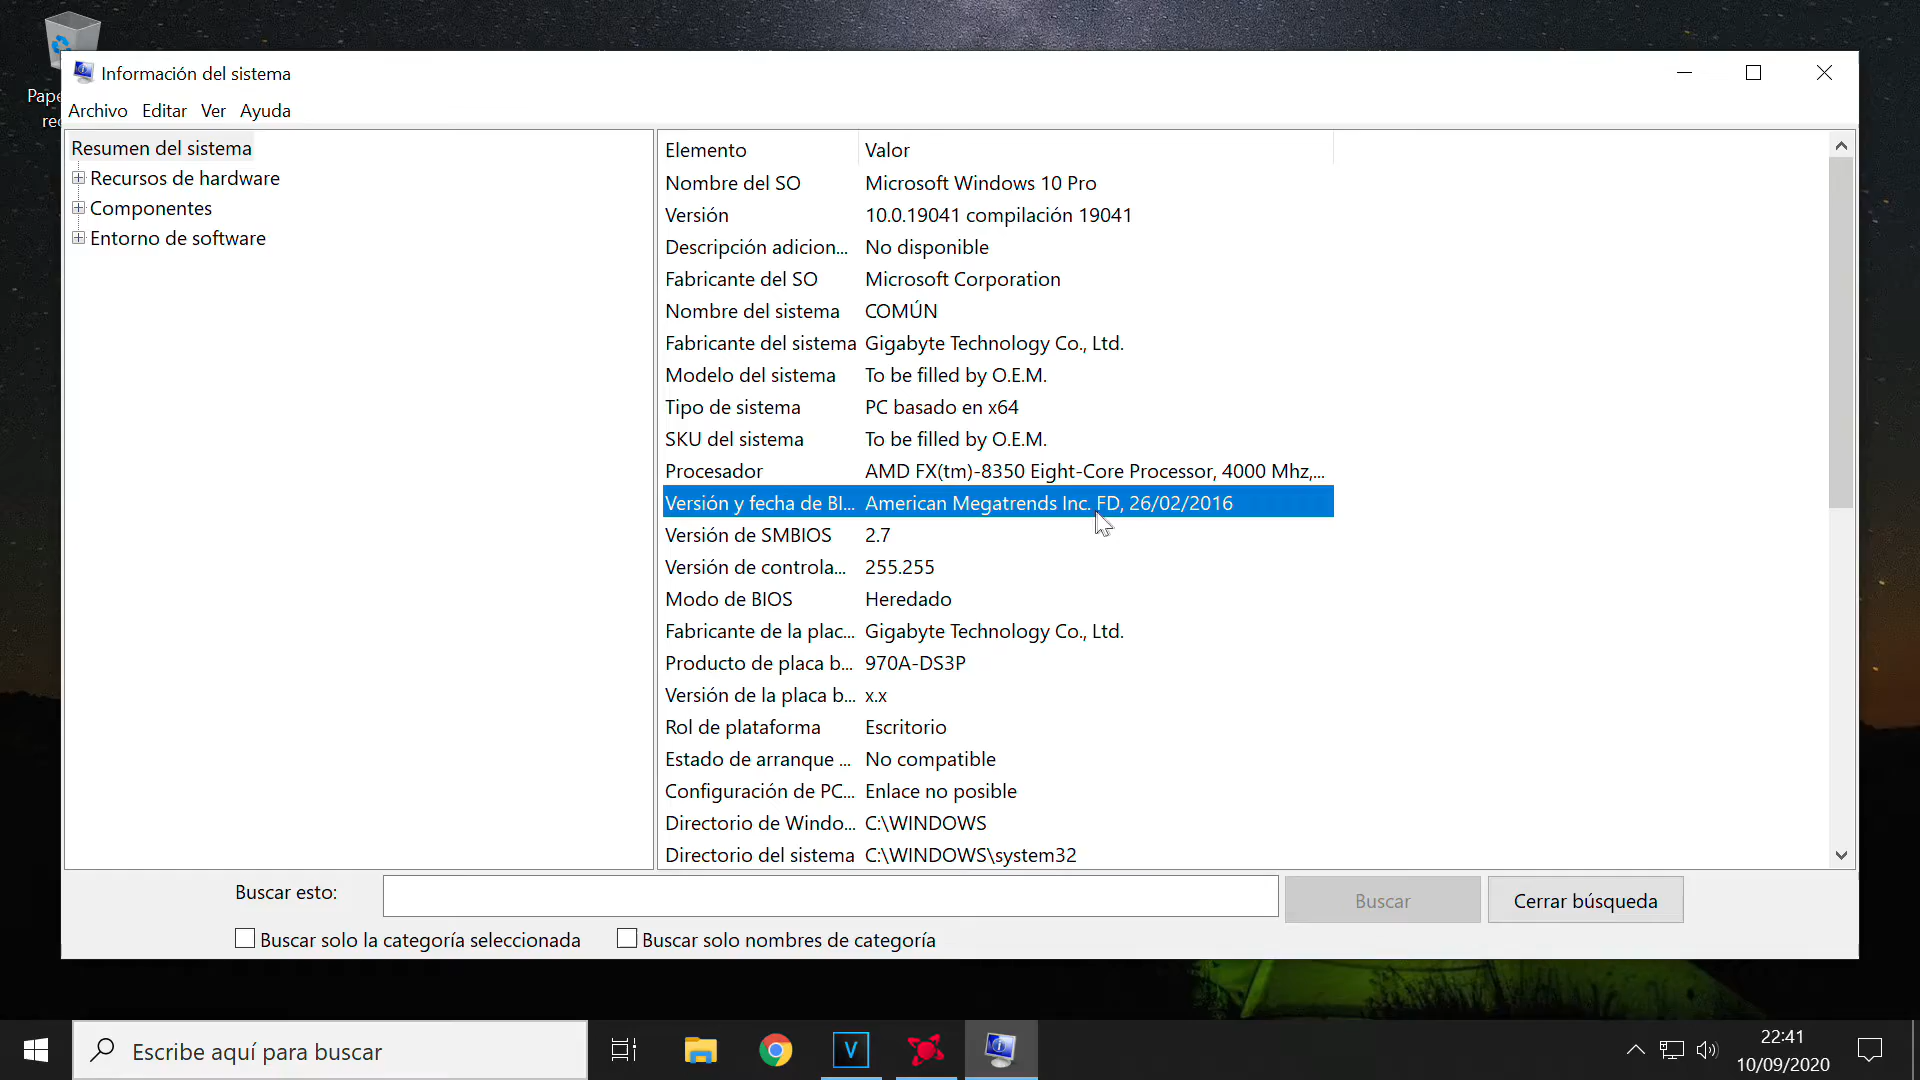 Pape
rec
Información del sistema
Archivo Editar Ver Ayuda
Resumen del sistema
Recursos de hardware
Componentes
Entorno de software
Elemento Valor
Nombre del SO Microsoft Windows 10 Pro
Versión 10.0.19041 compilación 19041
Descripción adicion... No disponible
Fabricante del SO Microsoft Corporation
Nombre del sistema COMÚN
Fabricante del sistema Gigabyte Technology Co., Ltd.
Modelo del sistema To be filled by O.E.M.
Tipo de sistema PC basado en x64
SKU del sistema To be filled by O.E.M.
Procesador AMD FX(tm)-8350 Eight-Core Processor, 4000 Mhz,...
Versión y fecha de BI... American Megatrends Inc. FD, 26/02/2016
Versión de SMBIOS 2.7
Versión de controla... 255.255
Modo de BIOS Heredado
Fabricante de la plac... Gigabyte Technology Co., Ltd.
Producto de placa b... 970A-DS3P
Versión de la placa b... x.x
Rol de plataforma Escritorio
Estado de arranque ... No compatible
Configuración de PC... Enlace no posible
Directorio de Windo... C:\WINDOWS
Directorio del sistema C:\WINDOWS\system32
Buscar esto: Buscar Cerrar búsqueda
Buscar solo la categoría seleccionada Buscar solo nombres de categoría
Escribe aquí para buscar
V
22:41
10/09/2020